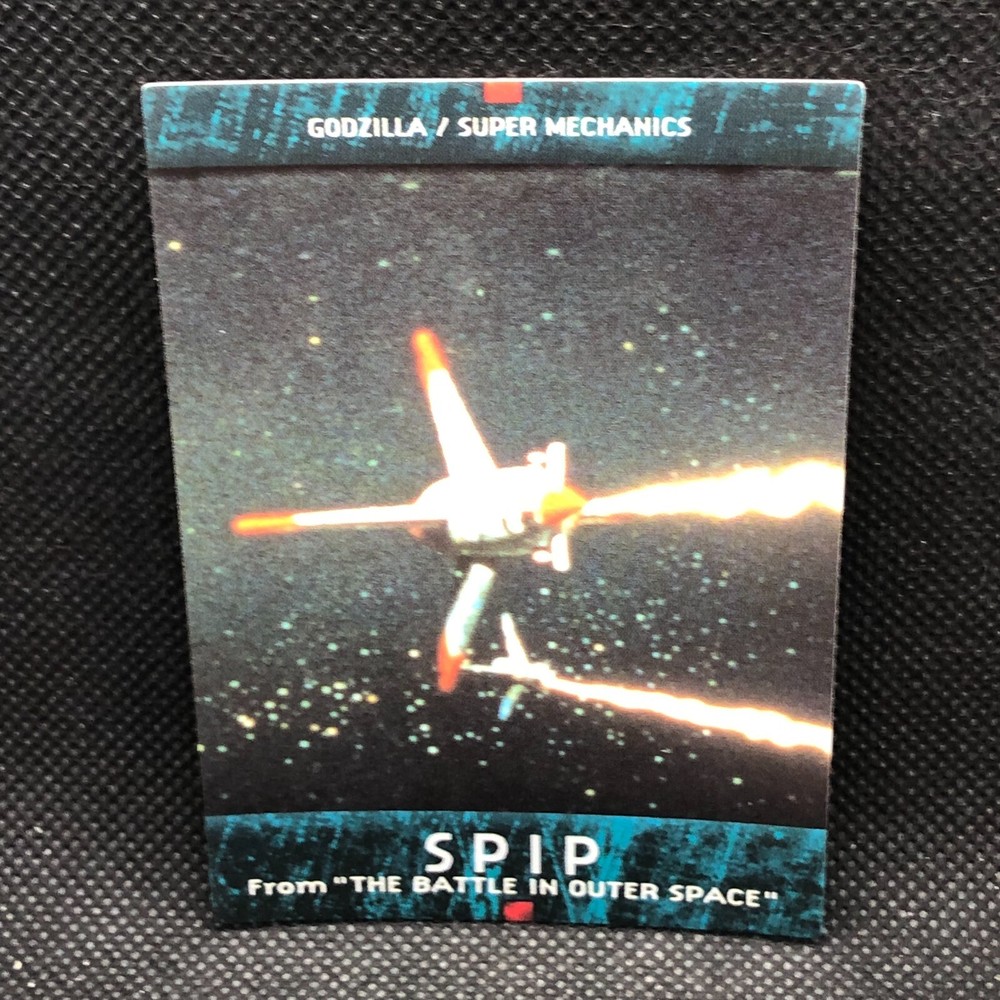 GODZILLA / SUPER MECHANICS
SPIP
From "THE BATTLE IN OUTER SPACE"